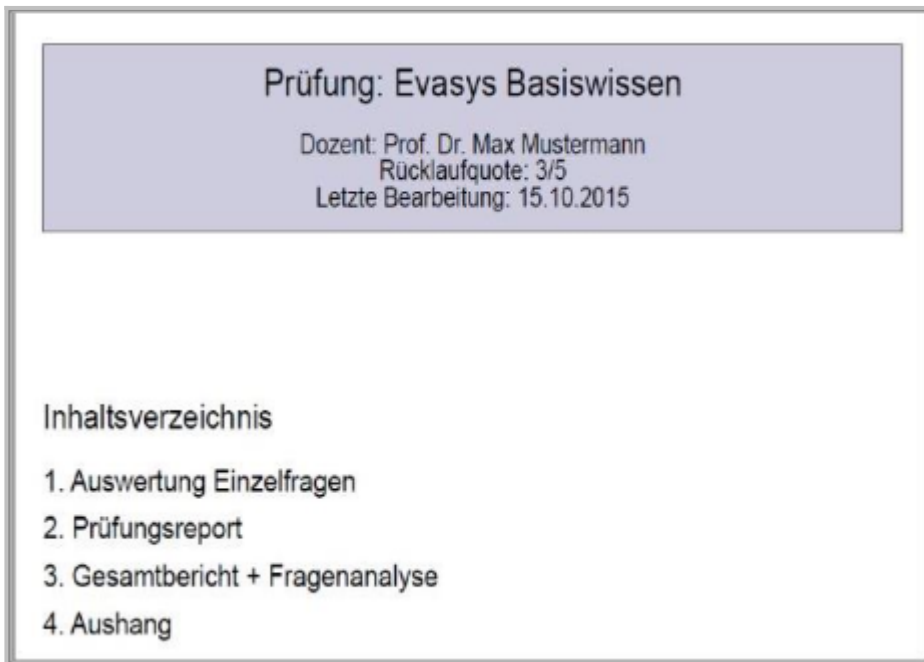 Prüfung: Evasys Basiswissen
Dozent: Prof. Dr. Max Mustermann
Rücklaufquote: 3/5
Letzte Bearbeitung: 15.10.2015
Inhaltsverzeichnis
1. Auswertung Einzelfragen
2. Prüfungsreport
3. Gesamtbericht + Fragenanalyse
4. Aushang